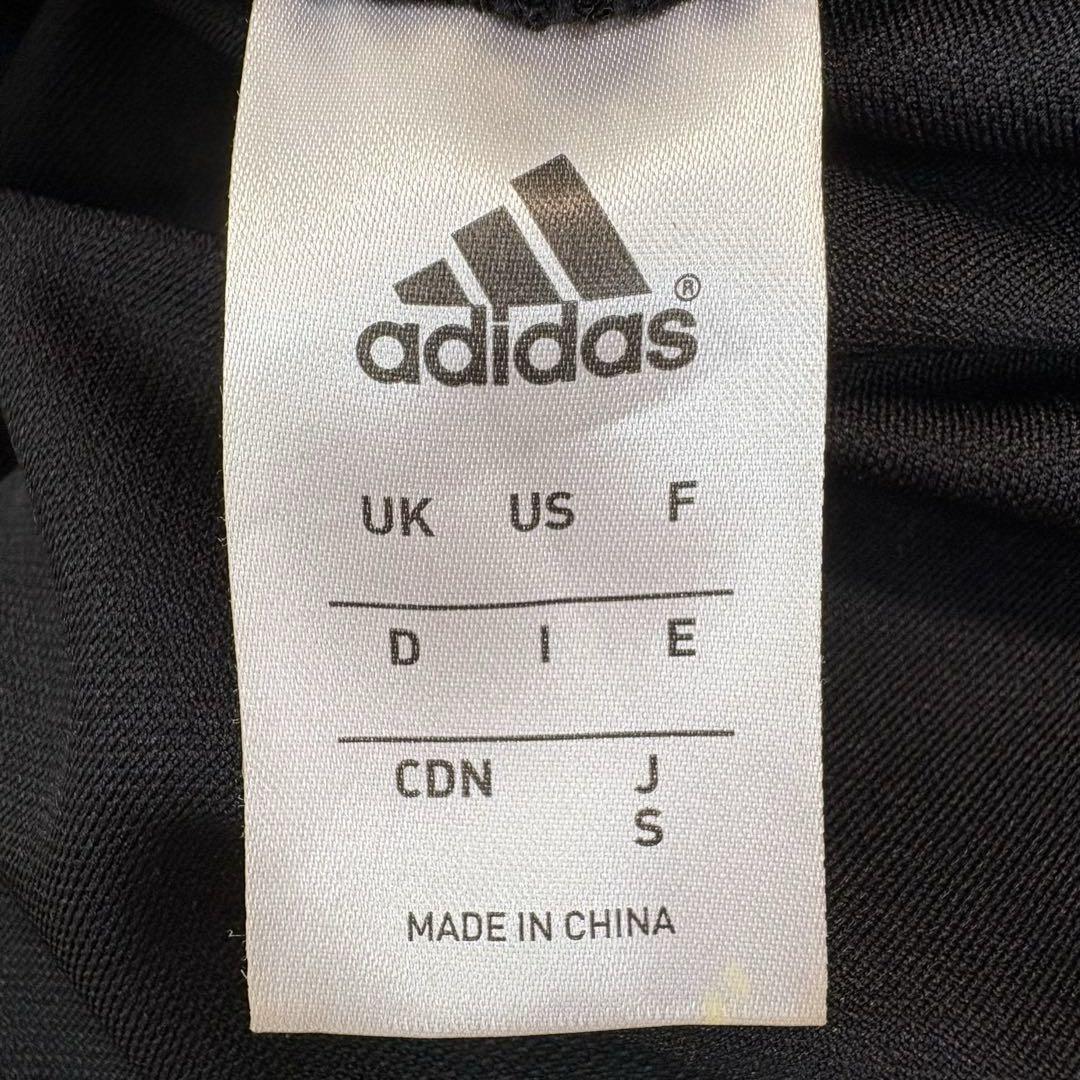 adidas®
UK US F
D I E
CDN J
S
MADE IN CHINA